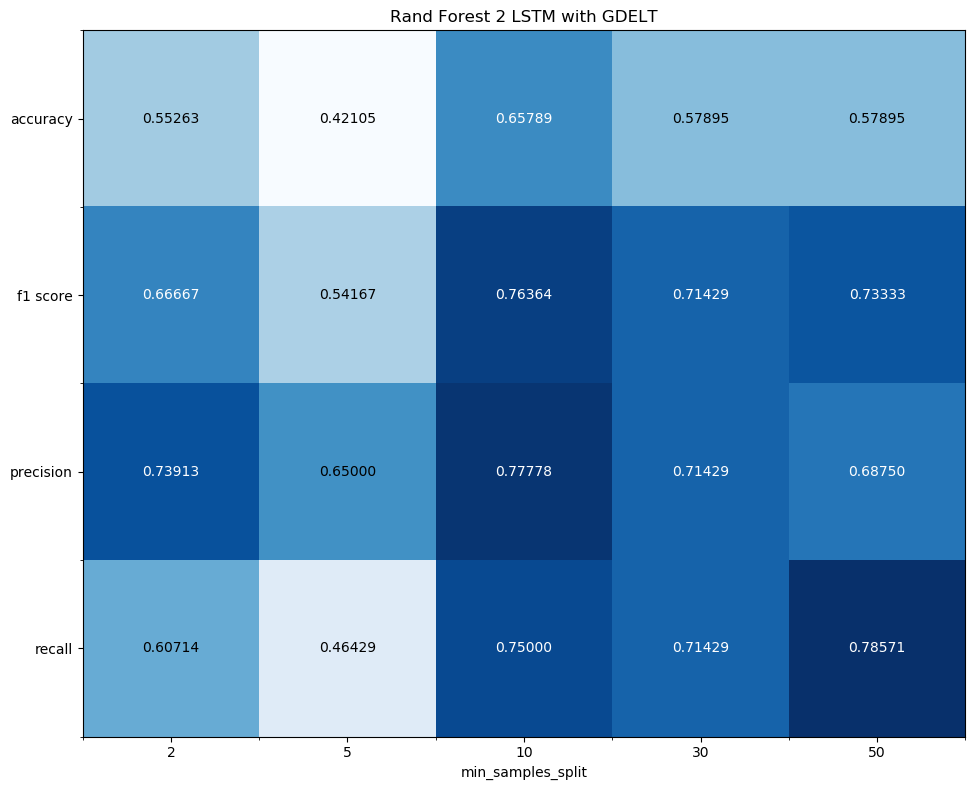 Rand Forest 2 LSTM with GDELT
accuracy 0.55263 0.42105 0.65789 0.57895 0.57895
f1 score 0.66667 0.54167 0.76364 0.71429 0.73333
precision 0.73913 0.65000 0.77778 0.71429 0.68750
recall 0.60714 0.46429 0.75000 0.71429 0.78571
2 5 10 30 50
min_samples_split